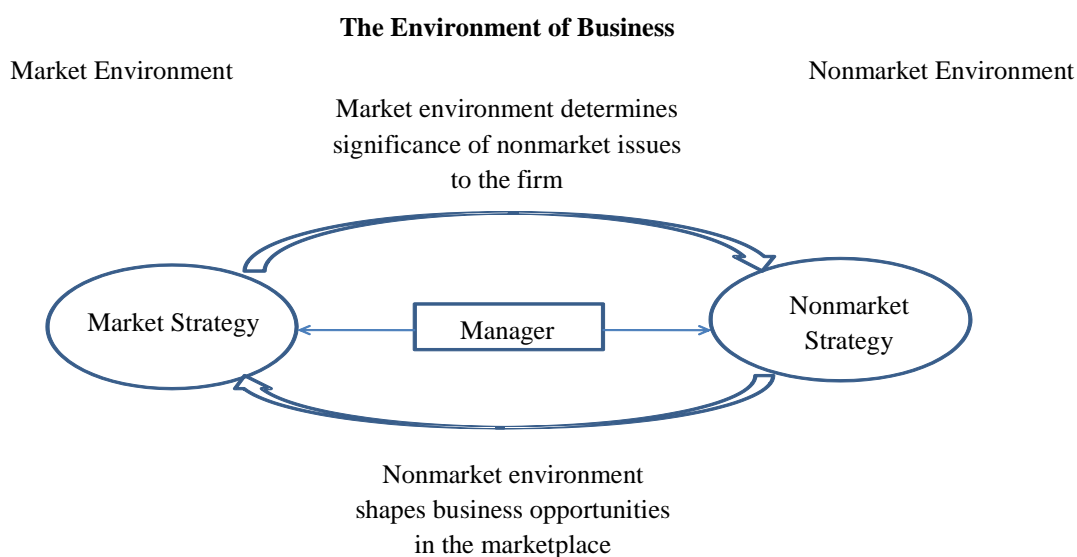 The Environment of Business
Market Environment
Nonmarket Environment
Market environment determines
significance of nonmarket issues
to the firm
Market Strategy
Manager
Nonmarket
Strategy
Nonmarket environment
shapes business opportunities
in the marketplace